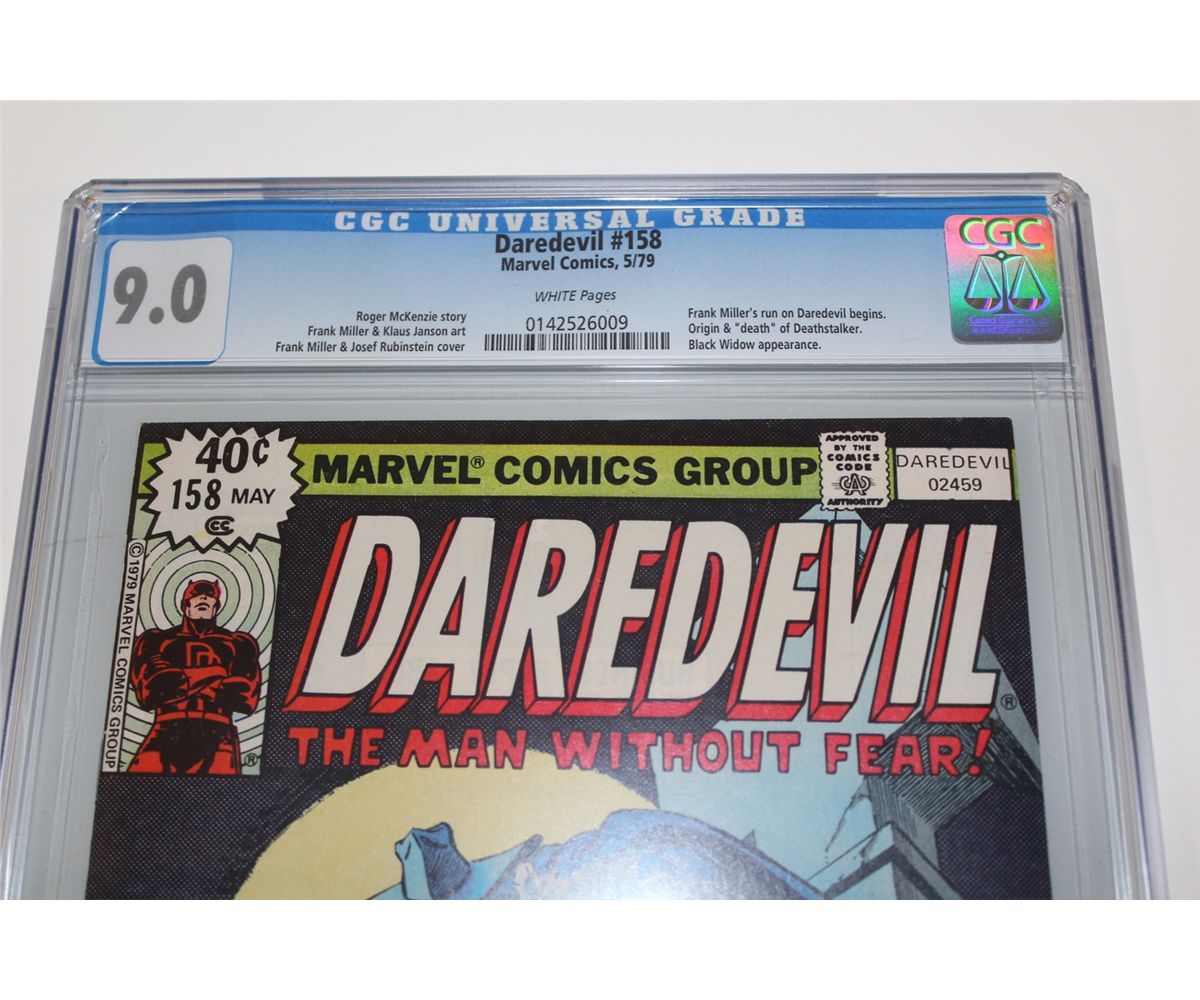 CGC UNIVERSAL GRADE
9.0
Daredevil #158
Marvel Comics, 5/79
WHITE Pages
Roger McKenzie story
Frank Miller & Klaus Janson art
Frank Miller & Josef Rubinstein cover
0142526009
Frank Miller's run on Daredevil begins.
Origin & "death" of Deathstalker.
Black Widow appearance.
CGC
40¢
158 MAY
CC
MARVEL® COMICS GROUP
APPROVED
BY THE
COMICS
CODE
AUTHORITY
DAREDEVIL
02459
© 1979 MARVEL COMICS GROUP
DD
®
DAREDEVIL®
THE MAN WITHOUT FEAR!